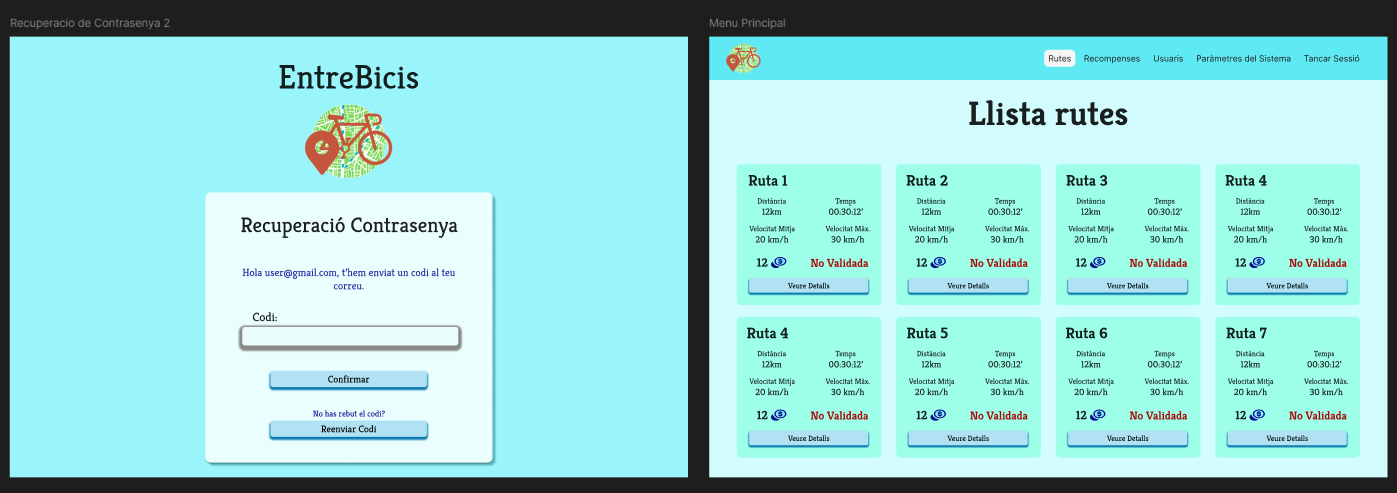 Recuperacio de Contrasenya 2
EntreBicis
Recuperació Contrasenya
Hola user@gmail.com, t'hem enviat un codi al teu
correu.
Codi:
Confirmar
No has rebut el codi?
Reenviar Codi
Menu Principal
Rutes Recompenses Usuaris Paràmetres del Sistema Tancar Sessió
Llista rutes
Ruta 1
Distància Temps
12km 00:30:12'
Velocitat Mitja Velocitat Màx.
20 km/h 30 km/h
12 No Validada
Veure Detalls
Ruta 2
Distància Temps
12km 00:30:12'
Velocitat Mitja Velocitat Màx.
20 km/h 30 km/h
12 No Validada
Veure Detalls
Ruta 3
Distància Temps
12km 00:30:12'
Velocitat Mitja Velocitat Màx.
20 km/h 30 km/h
12 No Validada
Veure Detalls
Ruta 4
Distància Temps
12km 00:30:12'
Velocitat Mitja Velocitat Màx.
20 km/h 30 km/h
12 No Validada
Veure Detalls
Ruta 4
Distància Temps
12km 00:30:12'
Velocitat Mitja Velocitat Màx.
20 km/h 30 km/h
12 No Validada
Veure Detalls
Ruta 5
Distància Temps
12km 00:30:12'
Velocitat Mitja Velocitat Màx.
20 km/h 30 km/h
12 No Validada
Veure Detalls
Ruta 6
Distància Temps
12km 00:30:12'
Velocitat Mitja Velocitat Màx.
20 km/h 30 km/h
12 No Validada
Veure Detalls
Ruta 7
Distància Temps
12km 00:30:12'
Velocitat Mitja Velocitat Màx.
20 km/h 30 km/h
12 No Validada
Veure Detalls